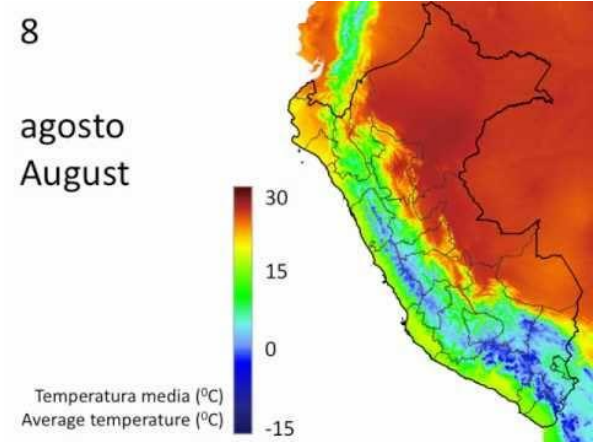 8
agosto
August
30
15
0
-15
Temperatura media (⁰C)
Average temperature (⁰C)